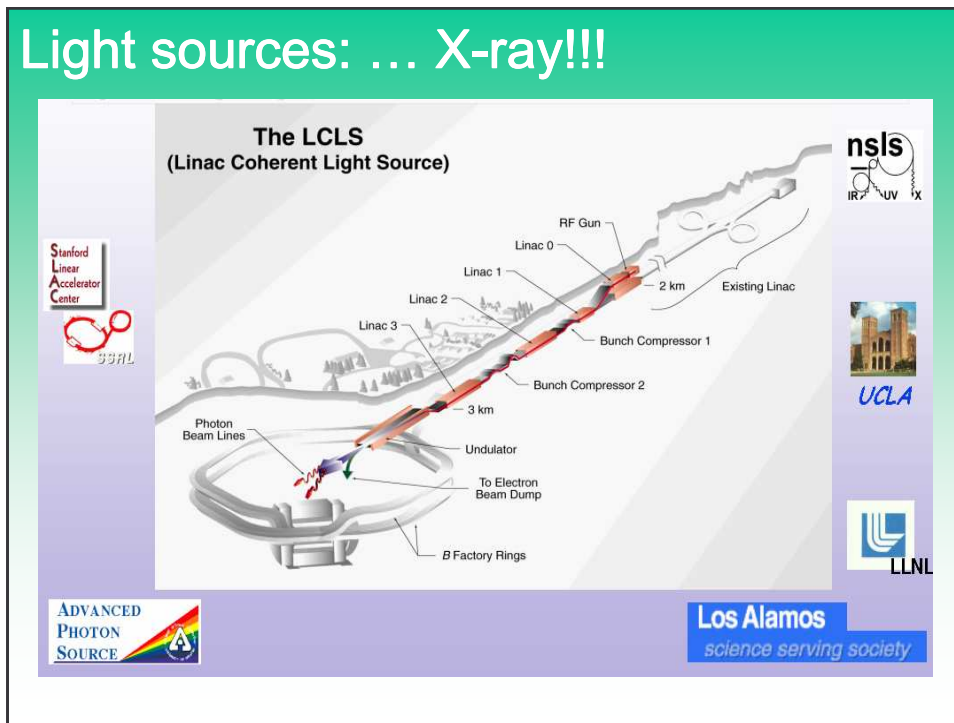 Light sources: … X-ray!!!
The LCLS
(Linac Coherent Light Source)
nsls
IR UV X
Stanford
Linear
Accelerator
Center
SSRL
RF Gun
Linac 0
Linac 1
Linac 2
Linac 3
2 km
Existing Linac
Bunch Compressor 1
Bunch Compressor 2
3 km
UCLA
Photon
Beam Lines
Undulator
To Electron
Beam Dump
B Factory Rings
LLNL
ADVANCED
PHOTON
SOURCE
Los Alamos
science serving society